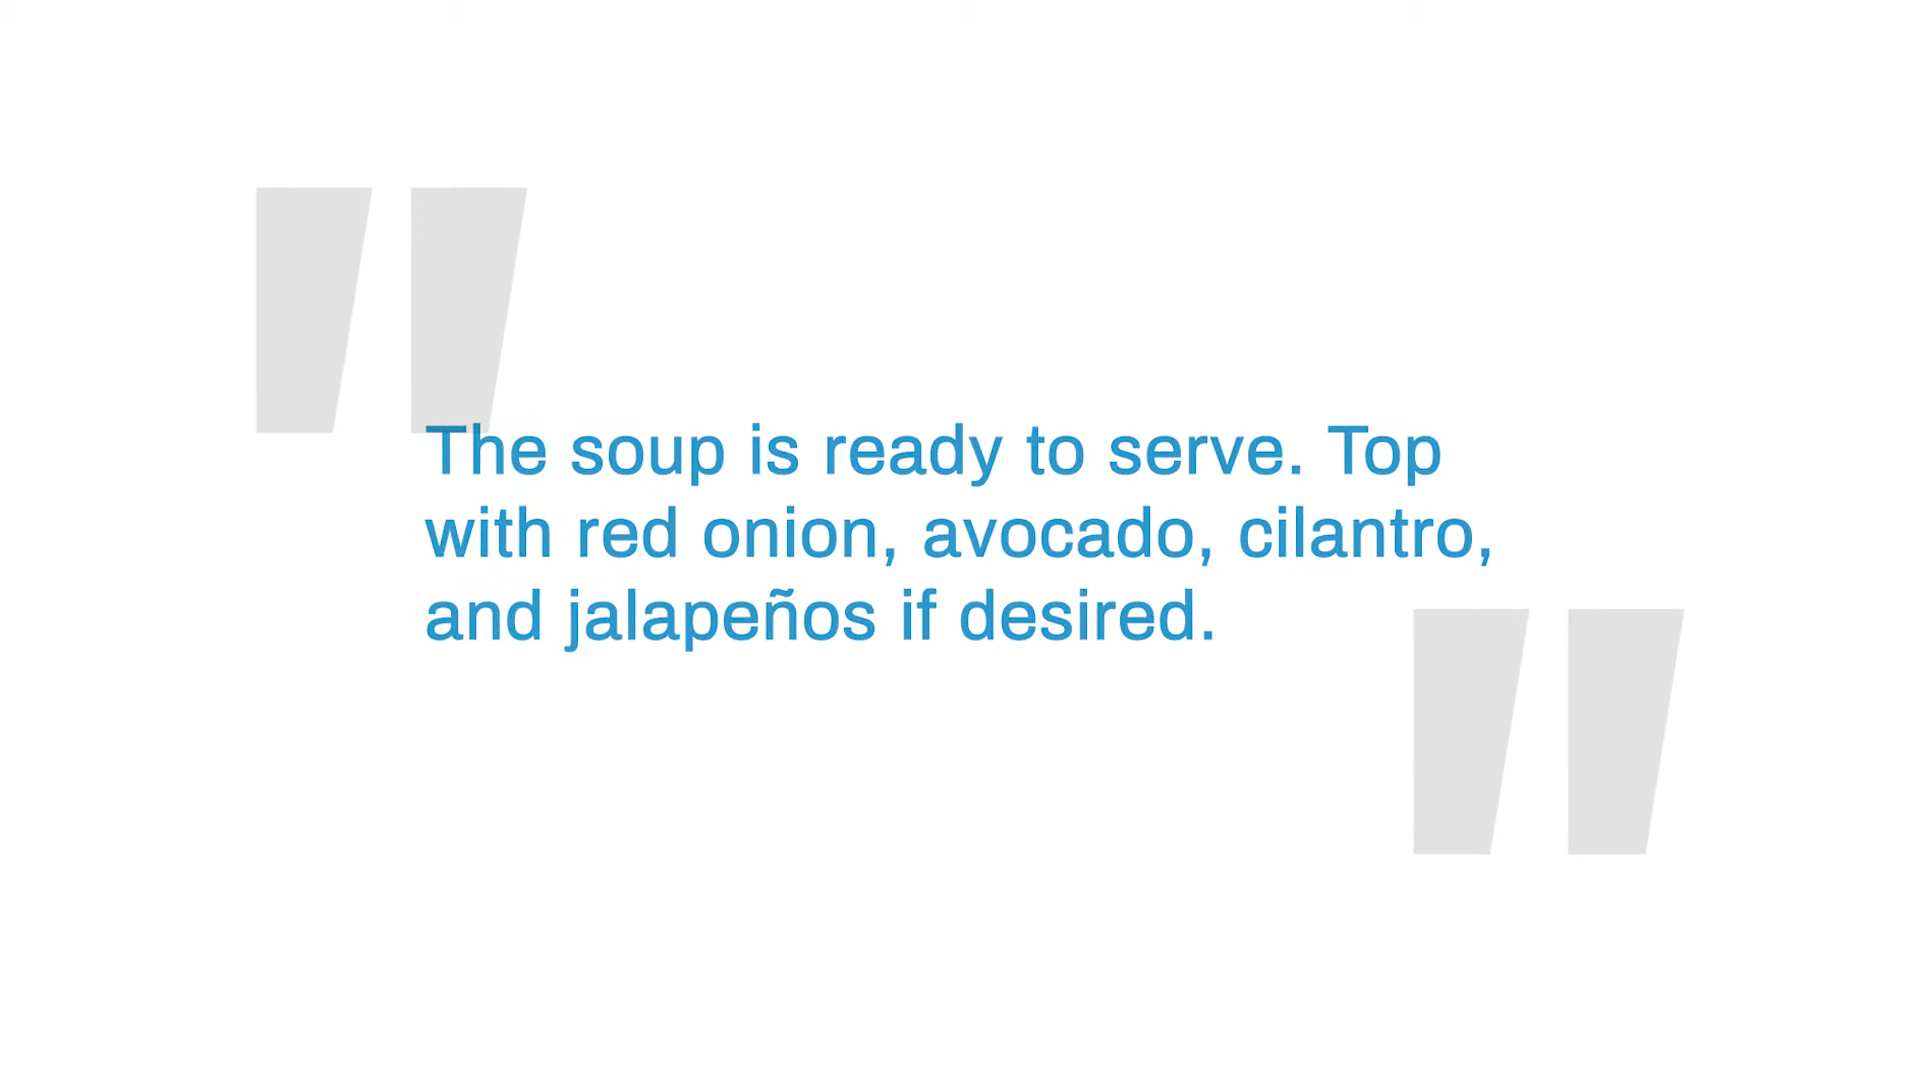 The soup is ready to serve. Top
with red onion, avocado, cilantro,
and jalapeños if desired.